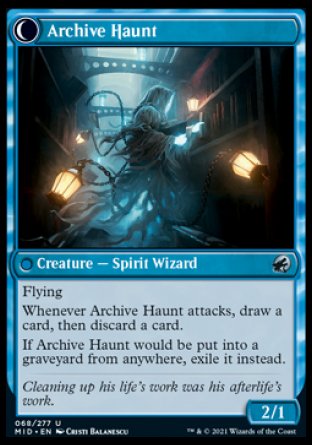 Archive Haunt
Creature — Spirit Wizard
Flying
Whenever Archive Haunt attacks, draw a
card, then discard a card.
If Archive Haunt would be put into a
graveyard from anywhere, exile it instead.
Cleaning up his life's work was his afterlife's
work.
2/1
068/277 U
MID • EN Cristi Balanescu
™ & © 2021 Wizards of the Coast